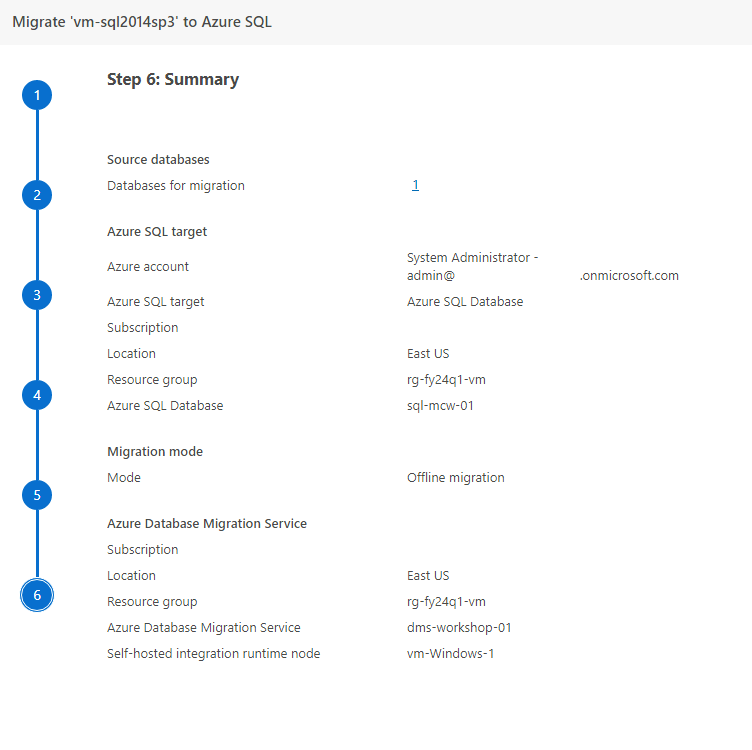 Migrate 'vm-sql2014sp3' to Azure SQL
1
2
3
4
5
6
Step 6: Summary
Source databases
Databases for migration 1
Azure SQL target
Azure account System Administrator -
admin@ .onmicrosoft.com
Azure SQL target Azure SQL Database
Subscription
Location East US
Resource group rg-fy24q1-vm
Azure SQL Database sql-mcw-01
Migration mode
Mode Offline migration
Azure Database Migration Service
Subscription
Location East US
Resource group rg-fy24q1-vm
Azure Database Migration Service dms-workshop-01
Self-hosted integration runtime node vm-Windows-1